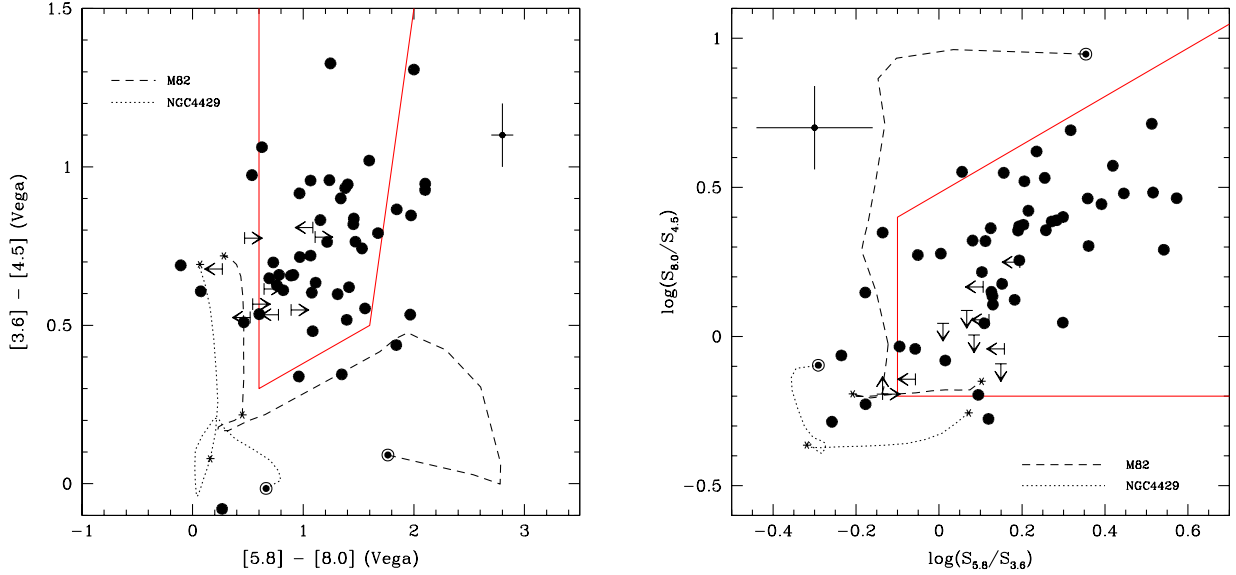 1.5
1
0.5
0
−1
0
1
2
3
[3.6] − [4.5] (Vega)
[5.8] − [8.0] (Vega)
M82
NGC4429
1
0.5
0
−0.5
−0.4
−0.2
0
0.2
0.4
0.6
log(S8.0/S4.5)
log(S5.8/S3.6)
M82
NGC4429